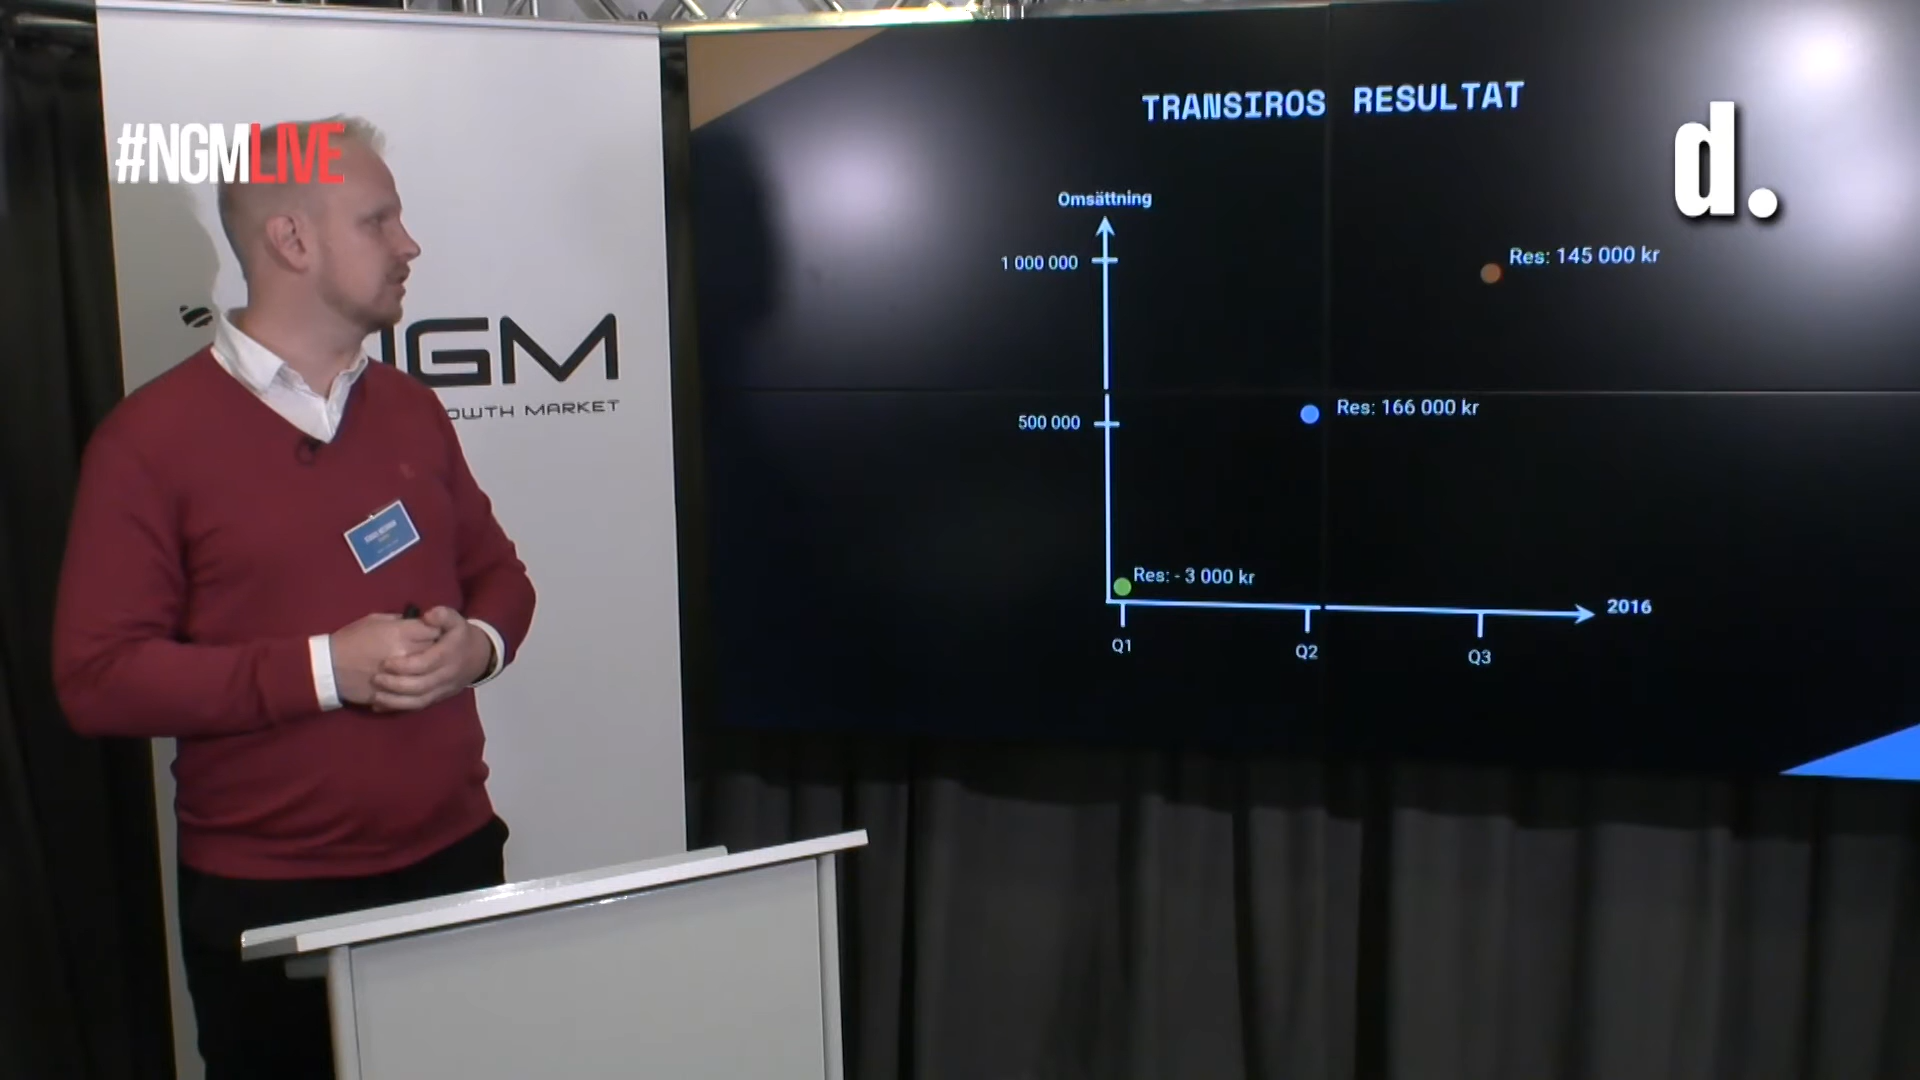 #NGMLIVE
NGM
OWTH MARKET
TRANSIROS RESULTAT
d.
Omsättning
1 000 000
Res: 145 000 kr
500 000
Res: 166 000 kr
Res: - 3 000 kr
2016
Q1
Q2
Q3